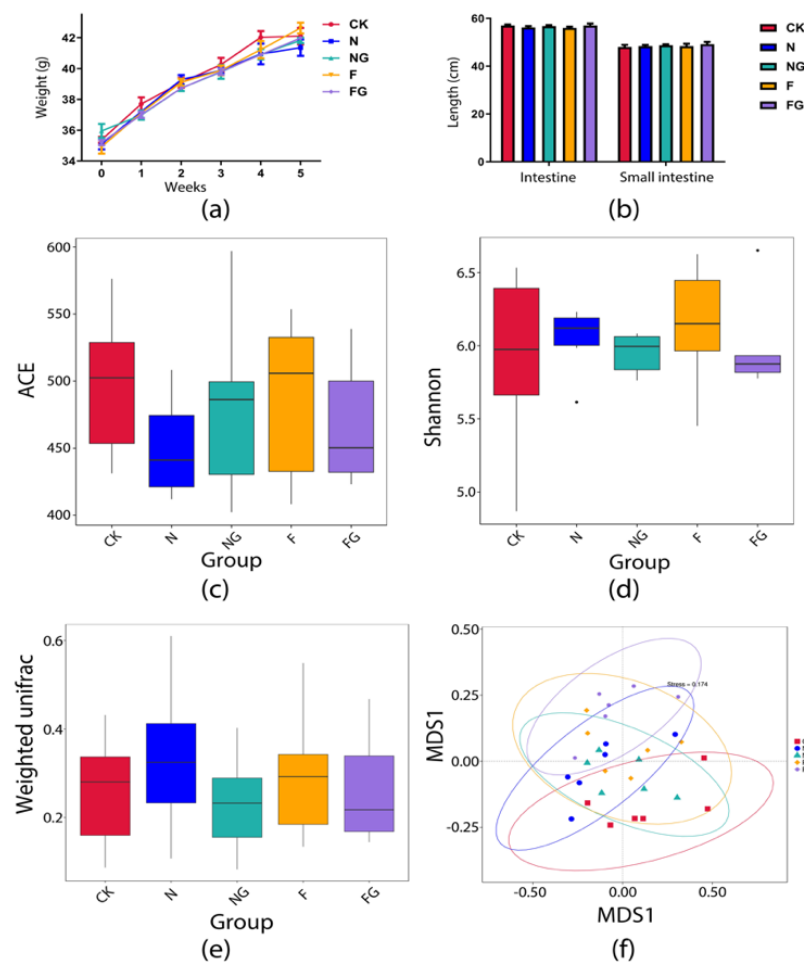 CK
N
NG
F
FG
Weight (g)
42
40
38
36
34
0 1 2 3 4 5
Weeks
(a)
CK
N
NG
F
FG
Length (cm)
60
40
20
0
Intestine Small intestine
(b)
ACE
600
550
500
450
400
CK N NG F FG
Group
(c)
Shannon
6.5
6.0
5.5
5.0
CK N NG F FG
Group
(d)
Weighted unifrac
0.6
0.4
0.2
CK N NG F FG
Group
(e)
MDS1
0.50
0.25
0.00
-0.25
Stress = 0.174
-0.50 0.00 0.50
MDS1
(f)